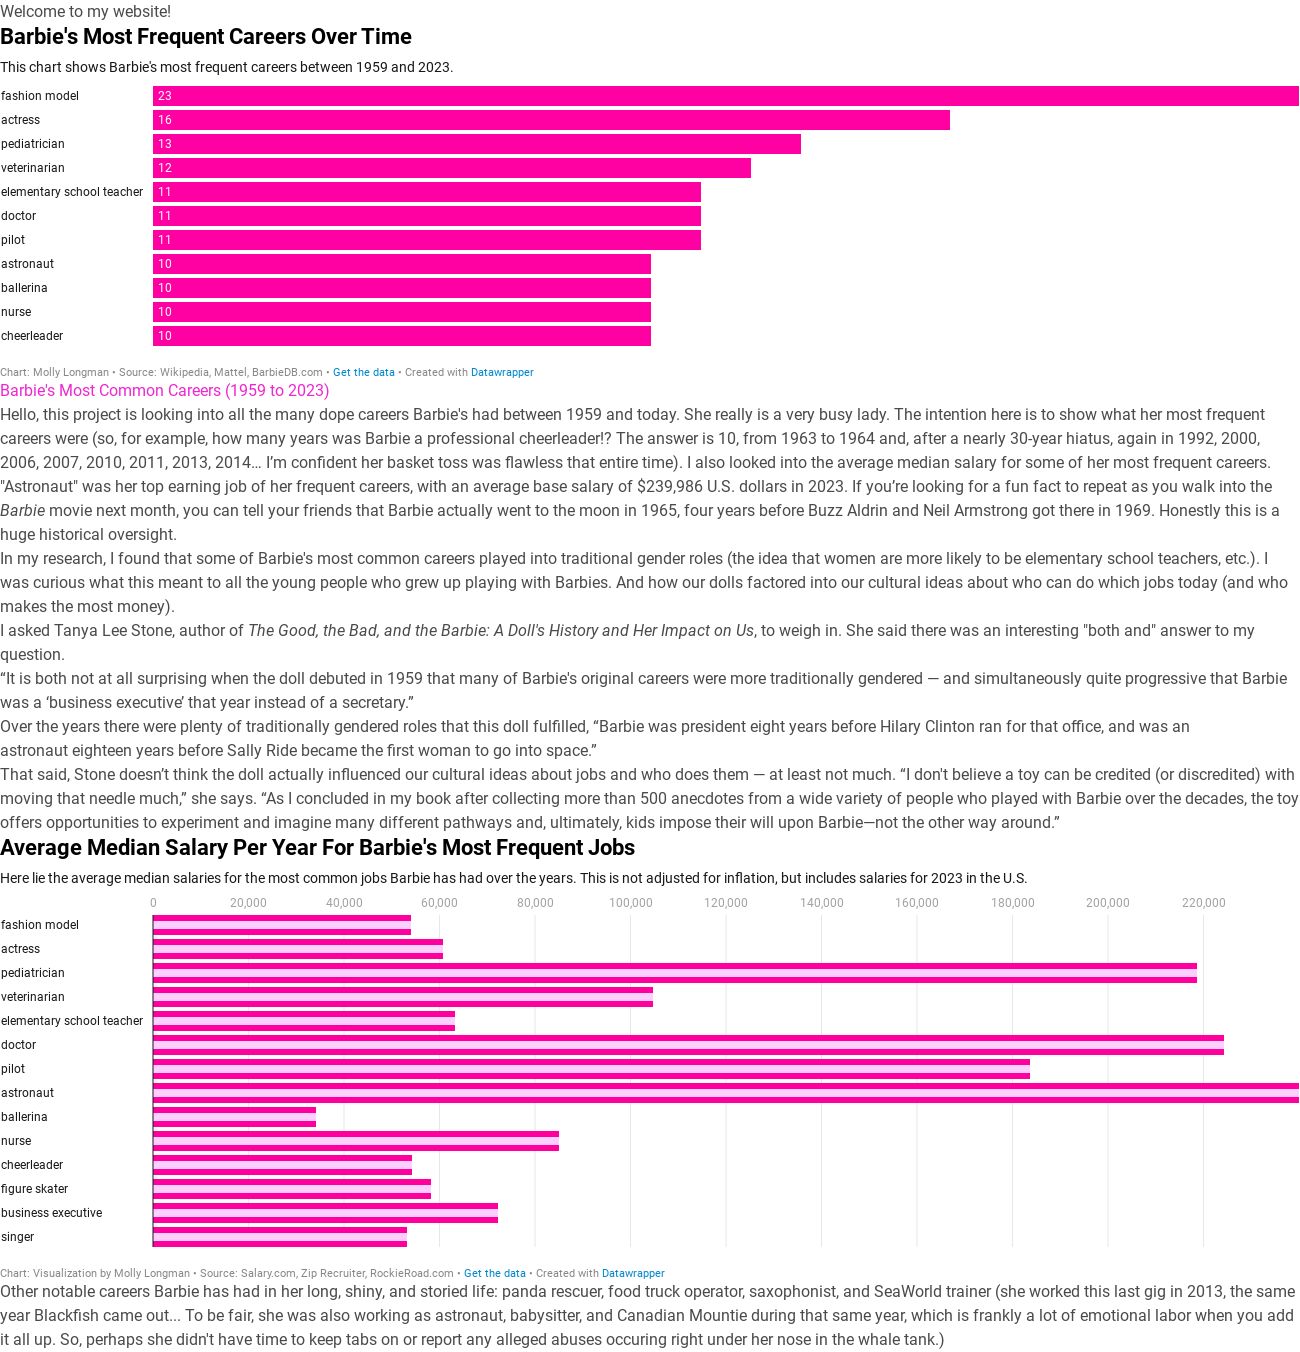 Welcome to my website!
Barbie's Most Frequent Careers Over Time
This chart shows Barbie's most frequent careers between 1959 and 2023.
fashion model 23
actress 16
pediatrician 13
veterinarian 12
elementary school teacher 11
doctor 11
pilot 11
astronaut 10
ballerina 10
nurse 10
cheerleader 10
Chart: Molly Longman • Source: Wikipedia, Mattel, BarbieDB.com • Get the data • Created with Datawrapper
Barbie's Most Common Careers (1959 to 2023)
Hello, this project is looking into all the many dope careers Barbie's had between 1959 and today. She really is a very busy lady. The intention here is to show what her most frequent
careers were (so, for example, how many years was Barbie a professional cheerleader!? The answer is 10, from 1963 to 1964 and, after a nearly 30-year hiatus, again in 1992, 2000,
2006, 2007, 2010, 2011, 2013, 2014… I’m confident her basket toss was flawless that entire time). I also looked into the average median salary for some of her most frequent careers.
"Astronaut" was her top earning job of her frequent careers, with an average base salary of $239,986 U.S. dollars in 2023. If you’re looking for a fun fact to repeat as you walk into the
Barbie movie next month, you can tell your friends that Barbie actually went to the moon in 1965, four years before Buzz Aldrin and Neil Armstrong got there in 1969. Honestly this is a
huge historical oversight.
In my research, I found that some of Barbie's most common careers played into traditional gender roles (the idea that women are more likely to be elementary school teachers, etc.). I
was curious what this meant to all the young people who grew up playing with Barbies. And how our dolls factored into our cultural ideas about who can do which jobs today (and who
makes the most money).
I asked Tanya Lee Stone, author of The Good, the Bad, and the Barbie: A Doll's History and Her Impact on Us, to weigh in. She said there was an interesting "both and" answer to my
question.
“It is both not at all surprising when the doll debuted in 1959 that many of Barbie's original careers were more traditionally gendered — and simultaneously quite progressive that Barbie
was a ‘business executive’ that year instead of a secretary.”
Over the years there were plenty of traditionally gendered roles that this doll fulfilled, “Barbie was president eight years before Hilary Clinton ran for that office, and was an
astronaut eighteen years before Sally Ride became the first woman to go into space.”
That said, Stone doesn’t think the doll actually influenced our cultural ideas about jobs and who does them — at least not much. “I don't believe a toy can be credited (or discredited) with
moving that needle much,” she says. “As I concluded in my book after collecting more than 500 anecdotes from a wide variety of people who played with Barbie over the decades, the toy
offers opportunities to experiment and imagine many different pathways and, ultimately, kids impose their will upon Barbie—not the other way around.”
Average Median Salary Per Year For Barbie's Most Frequent Jobs
Here lie the average median salaries for the most common jobs Barbie has had over the years. This is not adjusted for inflation, but includes salaries for 2023 in the U.S.
0 20,000 40,000 60,000 80,000 100,000 120,000 140,000 160,000 180,000 200,000 220,000
fashion model
actress
pediatrician
veterinarian
elementary school teacher
doctor
pilot
astronaut
ballerina
nurse
cheerleader
figure skater
business executive
singer
Chart: Visualization by Molly Longman • Source: Salary.com, Zip Recruiter, RockieRoad.com • Get the data • Created with Datawrapper
Other notable careers Barbie has had in her long, shiny, and storied life: panda rescuer, food truck operator, saxophonist, and SeaWorld trainer (she worked this last gig in 2013, the same
year Blackfish came out... To be fair, she was also working as astronaut, babysitter, and Canadian Mountie during that same year, which is frankly a lot of emotional labor when you add
it all up. So, perhaps she didn't have time to keep tabs on or report any alleged abuses occuring right under her nose in the whale tank.)